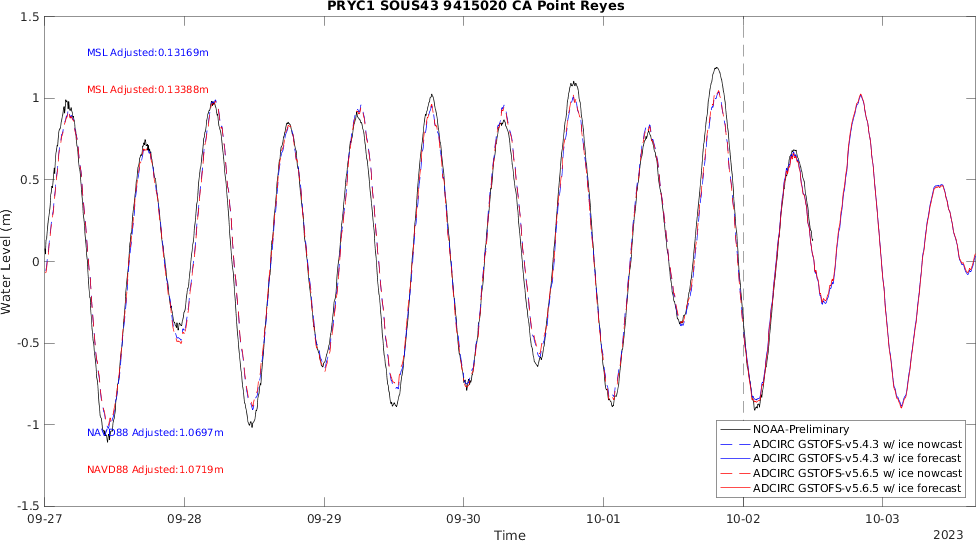 PRYC1 SOUS43 9415020 CA Point Reyes
1.5
MSL Adjusted:0.13169m
MSL Adjusted:0.13388m
1
0.5
Water Level (m)
0
-0.5
-1
NAVD88 Adjusted:1.0697m
NAVD88 Adjusted:1.0719m
-1.5
NOAA-Preliminary
ADCIRC GSTOFS-v5.4.3 w/ ice nowcast
ADCIRC GSTOFS-v5.4.3 w/ ice forecast
ADCIRC GSTOFS-v5.6.5 w/ ice nowcast
ADCIRC GSTOFS-v5.6.5 w/ ice forecast
09-27 09-28 09-29 09-30 10-01 10-02 10-03
Time
2023